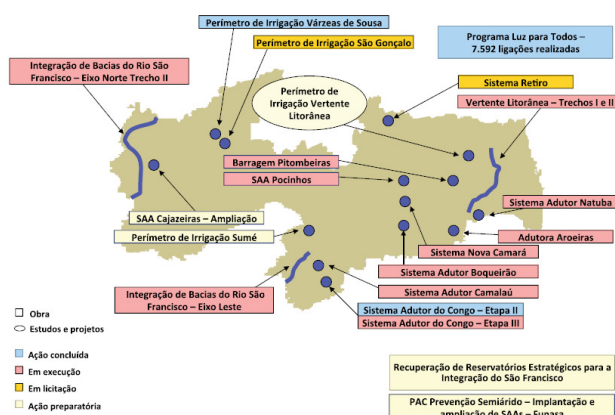 Perímetro de Irrigação Várzeas de Sousa
Perímetro de Irrigação São Gonçalo
Programa Luz para Todos –
7.592 ligações realizadas
Integração de Bacias do Rio São
Francisco – Eixo Norte Trecho II
Perímetro de
Irrigação Vertente
Litorânea
Sistema Retiro
Vertente Litorânea – Trechos I e II
Barragem Pitombeiras
SAA Pocinhos
Sistema Adutor Natuba
SAA Cajazeiras – Ampliação
Perímetro de Irrigação Sumé
Adutora Aroeiras
Sistema Nova Camará
Sistema Adutor Boqueirão
Integração de Bacias do Rio São
Francisco – Eixo Leste
Sistema Adutor Camalaú
Sistema Adutor do Congo – Etapa II
Sistema Adutor do Congo – Etapa III
Obra
Estudos e projetos
Ação concluída
Em execução
Em licitação
Ação preparatória
Recuperação de Reservatórios Estratégicos para a
Integração do São Francisco
PAC Prevenção Semiárido – Implantação e
ampliação de SAAs – Funasa